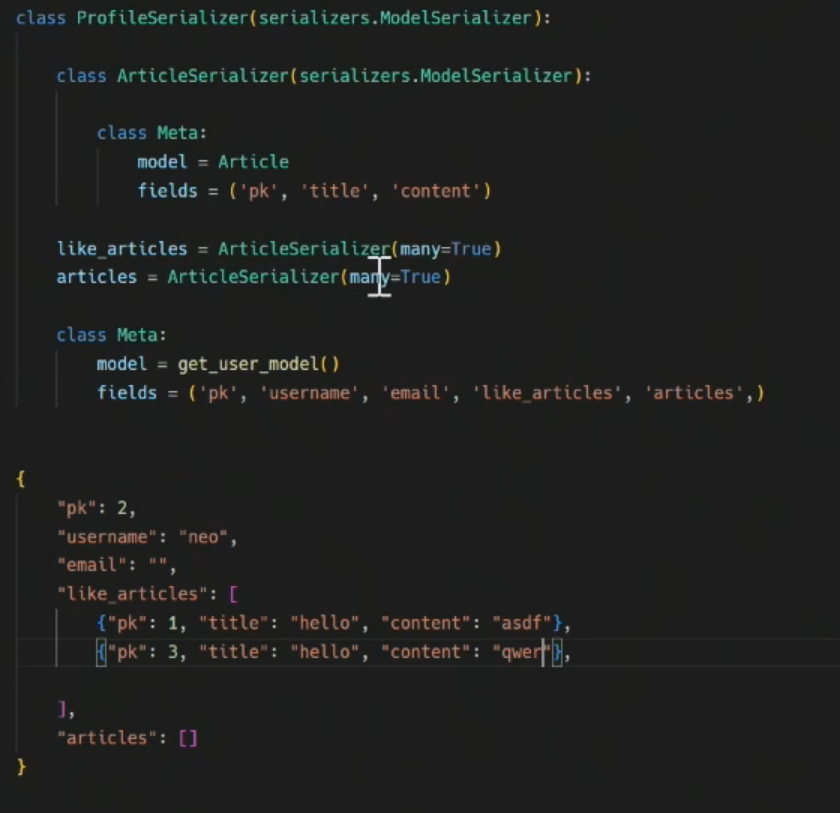 class ProfileSerializer(serializers.ModelSerializer):
class ArticleSerializer(serializers.ModelSerializer):
class Meta:
model = Article
fields = ('pk', 'title', 'content')
like_articles = ArticleSerializer(many=True)
articles = ArticleSerializer(many=True)
class Meta:
model = get_user_model()
fields = ('pk', 'username', 'email', 'like_articles', 'articles',)
{
"pk": 2,
"username": "neo",
"email": "",
"like_articles": [
{"pk": 1, "title": "hello", "content": "asdf"},
{"pk": 3, "title": "hello", "content": "qwer"},
],
"articles": []
}